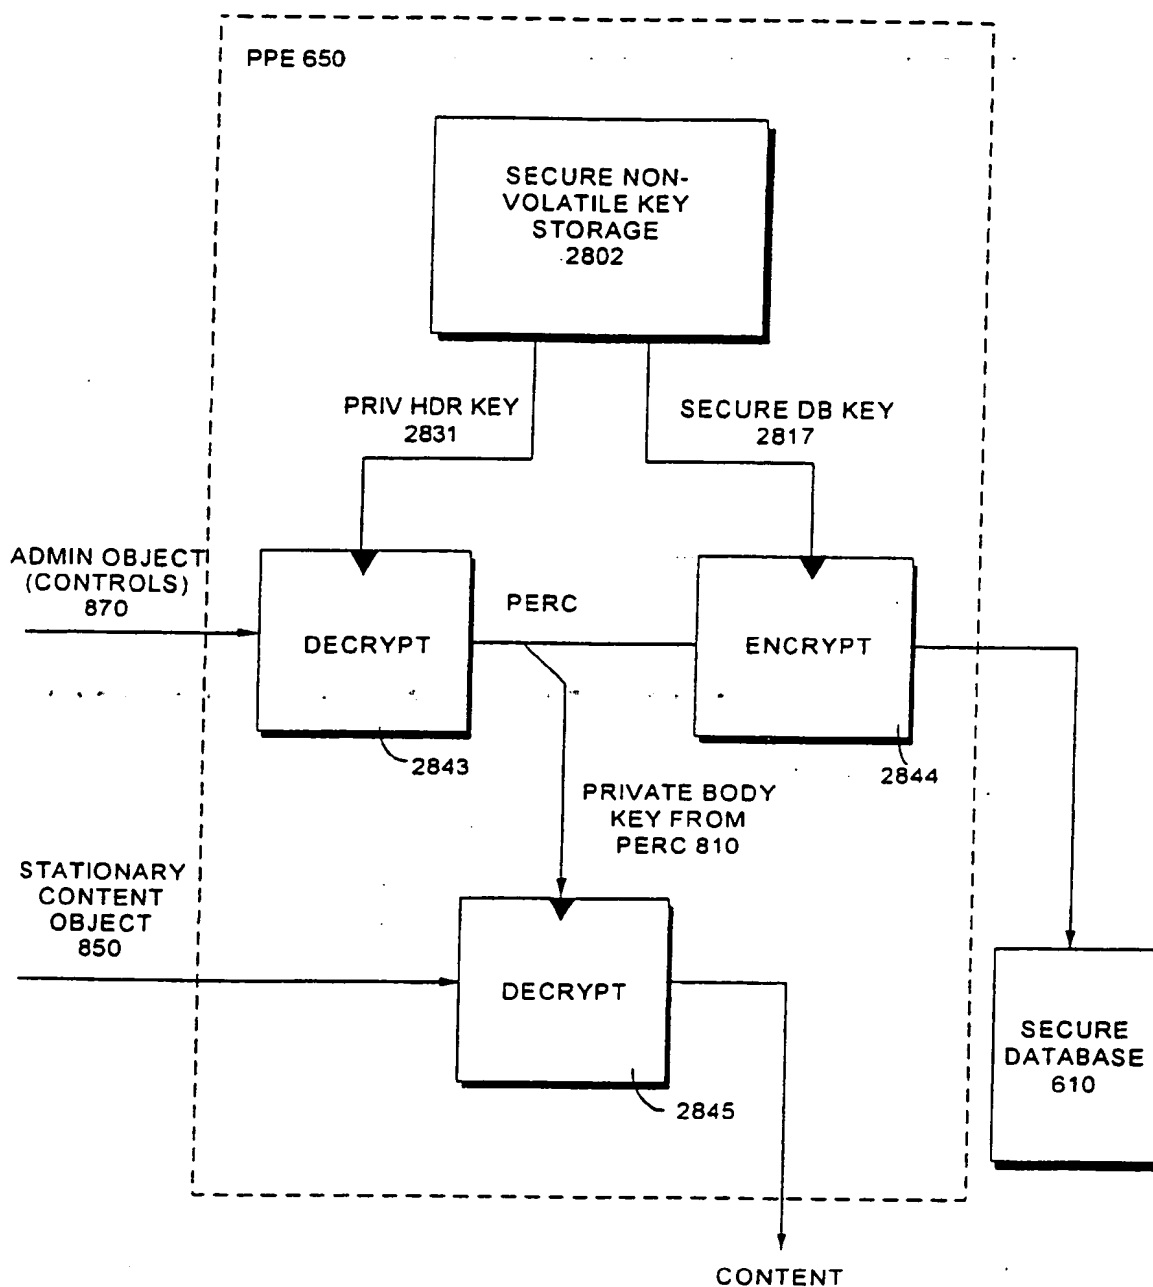 PPE 650
SECURE NON-
VOLATILE KEY
STORAGE
2802
PRIV HDR KEY
2831
SECURE DB KEY
2817
ADMIN OBJECT
(CONTROLS)
870
DECRYPT
PERC
ENCRYPT
2843
2844
PRIVATE BODY
KEY FROM
PERC 810
STATIONARY
CONTENT
OBJECT
850
DECRYPT
2845
SECURE
DATABASE
610
CONTENT